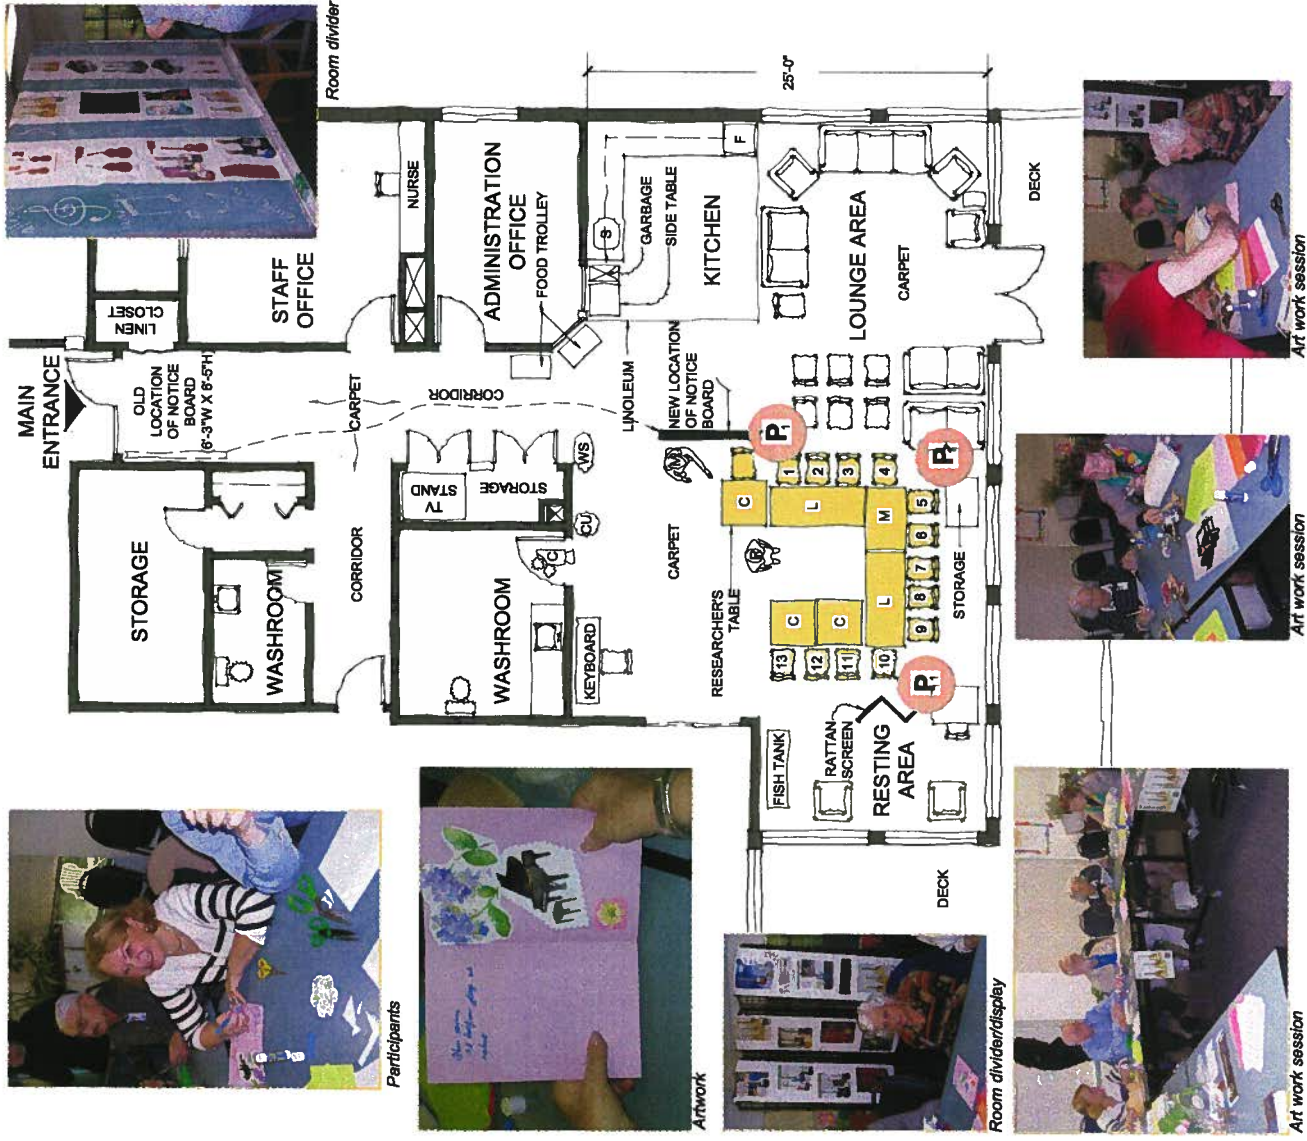 Room divider
MAIN
ENTRANCE
LINEN
CLOSET
STAFF
OFFICE
NURSE
OLD
LOCATION
OF NOTICE
BOARD
(6'-3"W X 6'-5"H)
CARPET
CORRIDOR
ADMINISTRATION
OFFICE
FOOD TROLLEY
25'-0"
STORAGE
WASHROOM
CORRIDOR
TV
STAND
STORAGE
WS
CU
C
WASHROOM
KEYBOARD
LINOLEUM
S
GARBAGE
SIDE TABLE
F
KITCHEN
NEW LOCATION
OF NOTICE
BOARD
CARPET
LOUNGE AREA
CARPET
DECK
RESEARCHER'S
TABLE
M
R
P1
P
P1
C
L
M
L
C
C
1
2
3
4
5
6
7
8
9
10
11
12
13
STORAGE
FISH TANK
RATTAN
SCREEN
RESTING
AREA
DECK
Participants
Artwork
Room divider/display
Art work session
Art work session
Art work session